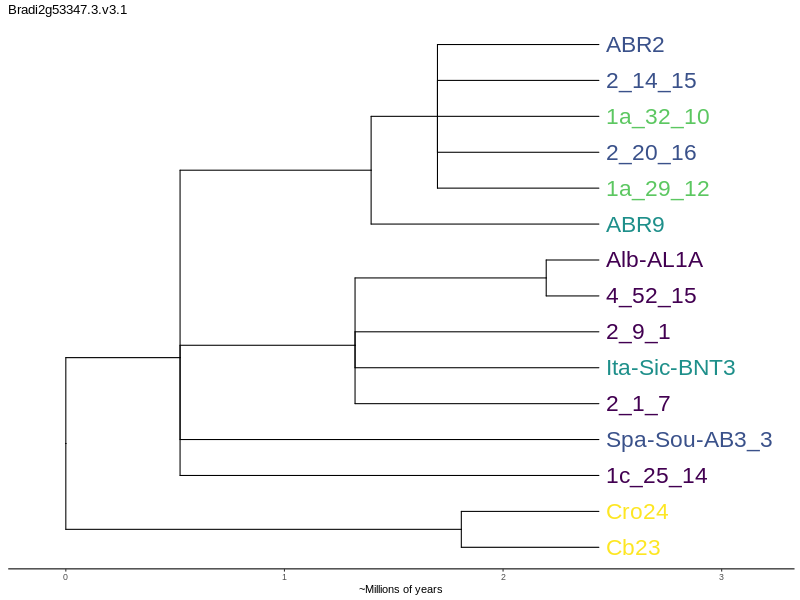 Bradi2g53347.3.v3.1
ABR2
2_14_15
1a_32_10
2_20_16
1a_29_12
ABR9
Alb-AL1A
4_52_15
2_9_1
Ita-Sic-BNT3
2_1_7
Spa-Sou-AB3_3
1c_25_14
Cro24
Cb23
0 1 2 3
~Millions of years